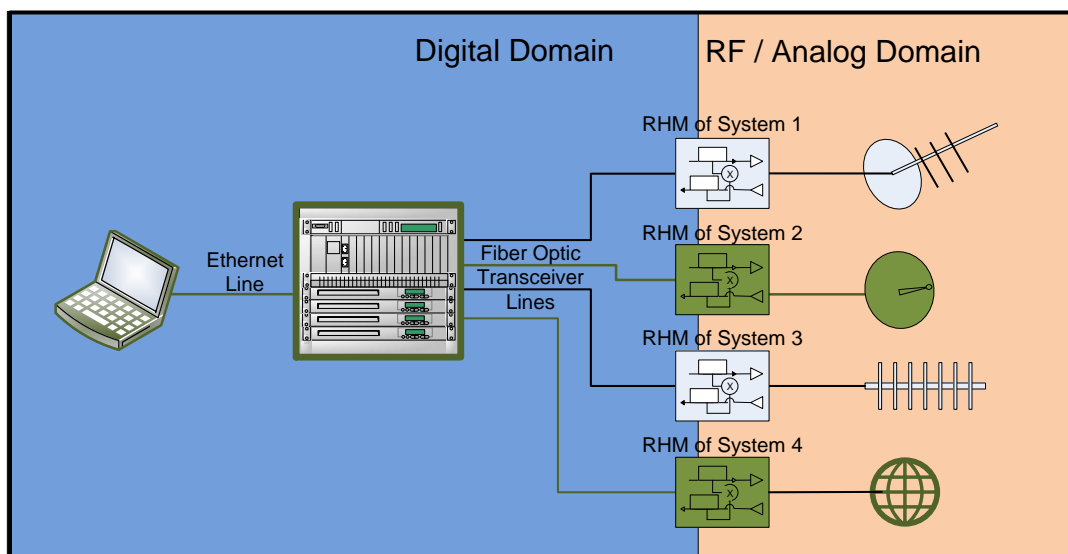 Digital Domain
RF / Analog Domain
RHM of System 1
X
RHM of System 2
X
Fiber Optic
Transceiver
Lines
Ethernet
Line
RHM of System 3
X
RHM of System 4
X